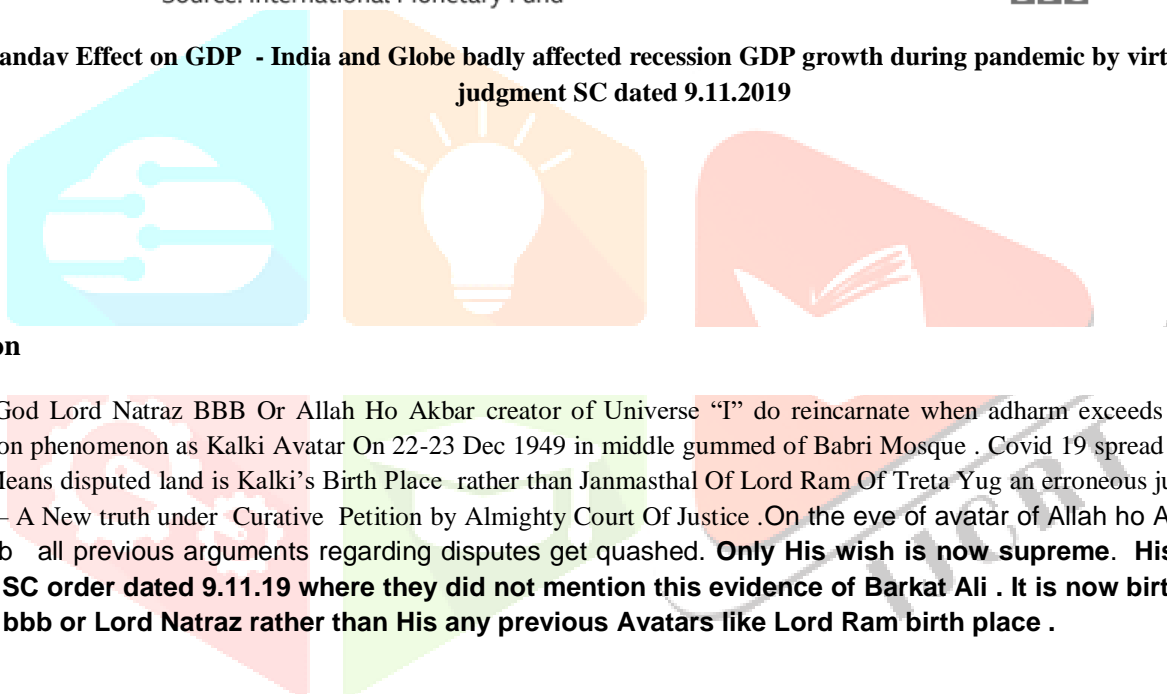 Source: International Monetary Fund BBC
andav Effect on GDP - India and Globe badly affected recession GDP growth during pandemic by virt
judgment SC dated 9.11.2019
on
God Lord Natraz BBB Or Allah Ho Akbar creator of Universe “I” do reincarnate when adharm exceeds
on phenomenon as Kalki Avatar On 22-23 Dec 1949 in middle gummed of Babri Mosque . Covid 19 spread
Means disputed land is Kalki’s Birth Place rather than Janmasthal Of Lord Ram Of Treta Yug an erroneous ju
– A New truth under Curative Petition by Almighty Court Of Justice .On the eve of avatar of Allah ho A
b all previous arguments regarding disputes get quashed. Only His wish is now supreme. His
SC order dated 9.11.19 where they did not mention this evidence of Barkat Ali . It is now birt
bbb or Lord Natraz rather than His any previous Avatars like Lord Ram birth place .
IJCRT